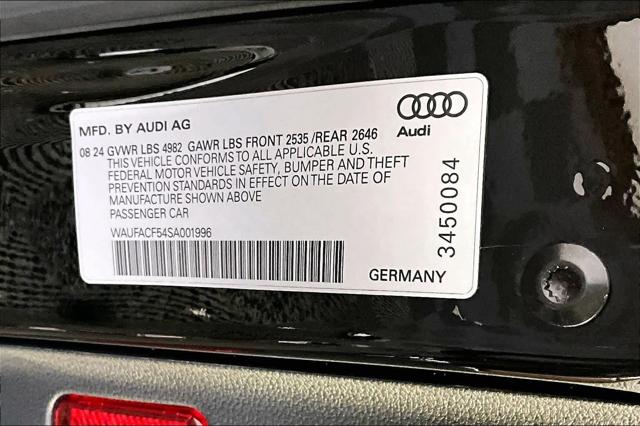 MFD. BY AUDI AG
Audi
08 24 GVWR LBS 4982 GAWR LBS FRONT 2535 /REAR 2646
THIS VEHICLE CONFORMS TO ALL APPLICABLE U.S.
FEDERAL MOTOR VEHICLE SAFETY, BUMPER AND THEFT
PREVENTION STANDARDS IN EFFECT ON THE DATE OF
MANUFACTURE SHOWN ABOVE
PASSENGER CAR
WAUFACF54SA001996
GERMANY
3450084